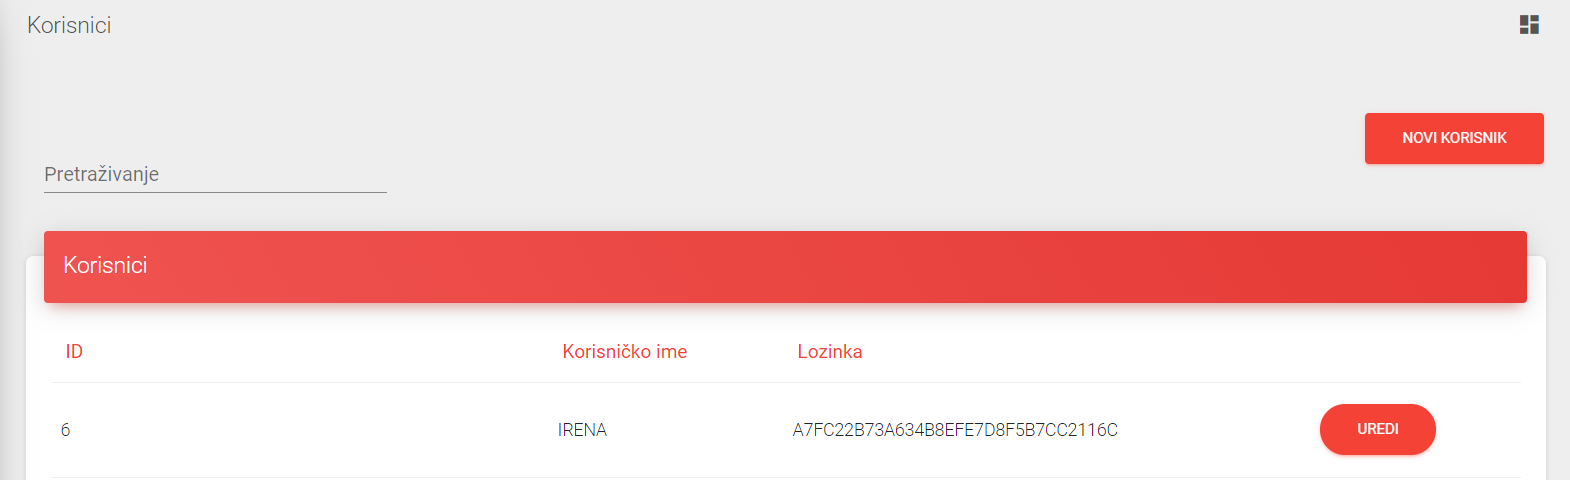 Korisnici
NOVI KORISNIK
Pretraživanje
Korisnici
ID Korisničko ime Lozinka
6 IRENA A7FC22B73A634B8EFE7D8F5B7CC2116C UREDI